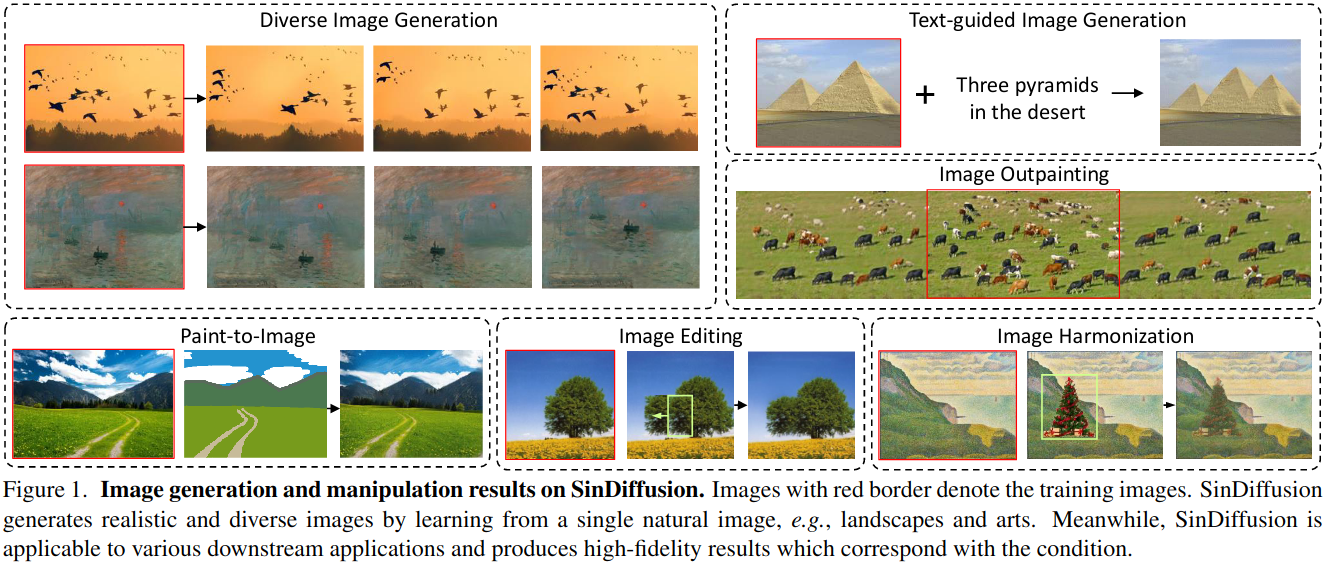 Diverse Image Generation
Text-guided Image Generation
+
Three pyramids
in the desert
Image Outpainting
Paint-to-Image
Image Editing
Image Harmonization
Figure 1. Image generation and manipulation results on SinDiffusion. Images with red border denote the training images. SinDiffusion
generates realistic and diverse images by learning from a single natural image, e.g., landscapes and arts. Meanwhile, SinDiffusion is
applicable to various downstream applications and produces high-fidelity results which correspond with the condition.